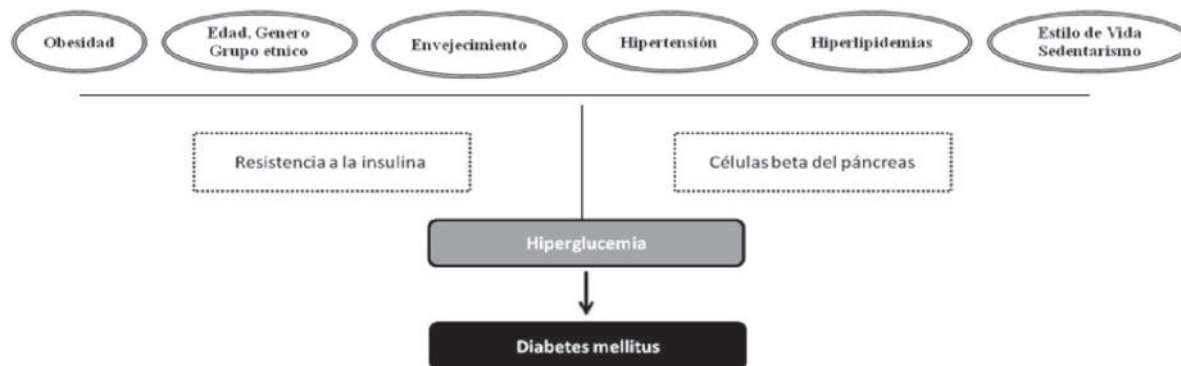 Obesidad
Edad, Genero
Grupo etnico
Envejecimiento
Hipertensión
Hiperlipidemias
Estilo de Vida
Sedentarismo
Resistencia a la insulina
Células beta del páncreas
Hiperglucemia
Diabetes mellitus